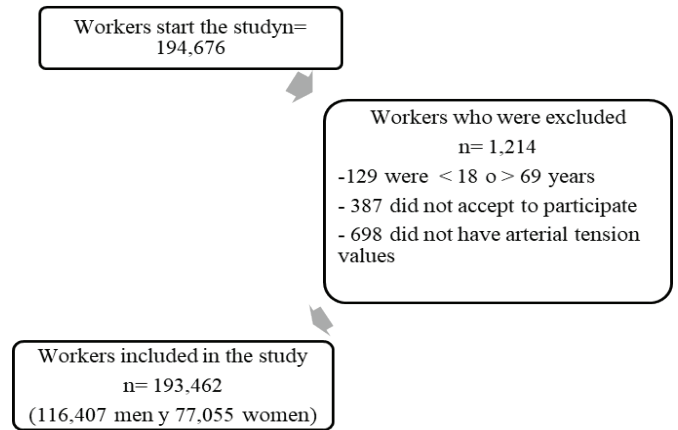 Workers start the studyn=
194,676
Workers who were excluded
n= 1,214
-129 were < 18 o > 69 years
- 387 did not accept to participate
- 698 did not have arterial tension
values
Workers included in the study
n= 193,462
(116,407 men y 77,055 women)